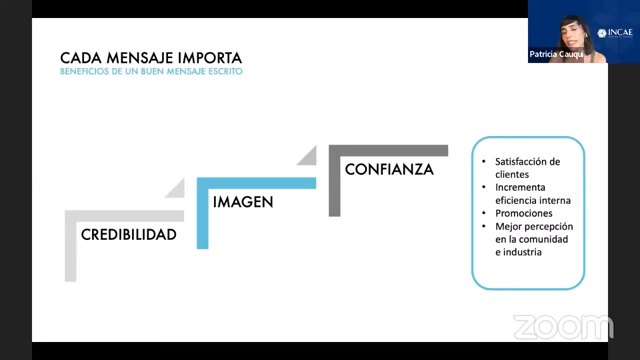 CADA MENSAJE IMPORTA
BENEFICIOS DE UN BUEN MENSAJE ESCRITO
CREDIBILIDAD
IMAGEN
CONFIANZA
• Satisfacción de
clientes
• Incrementa
eficiencia interna
• Promociones
• Mejor percepción
en la comunidad
e industria
Patricia Cauqui
INCAE
zoom